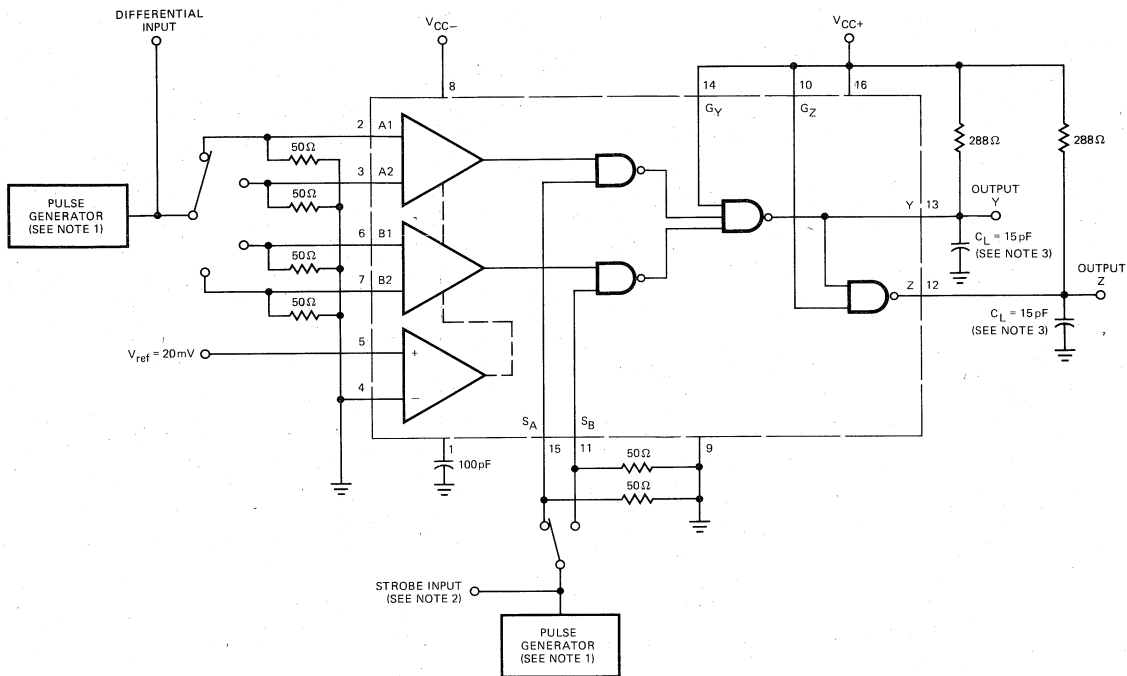 DIFFERENTIAL
INPUT
VCC−
VCC+
8
14
10
16
GY
GZ
2 A1
50Ω
288Ω
288Ω
3 A2
50Ω
PULSE
GENERATOR
(SEE NOTE 1)
OUTPUT
Y
Y 13
6 B1
50Ω
CL = 15 pF
(SEE NOTE 3)
OUTPUT
Z
7 B2
50Ω
Z 12
CL = 15 pF
(SEE NOTE 3)
5
Vref = 20 mV
+
4
−
SA
SB
1
15
11
9
100 pF
50Ω
50Ω
STROBE INPUT
(SEE NOTE 2)
PULSE
GENERATOR
(SEE NOTE 1)